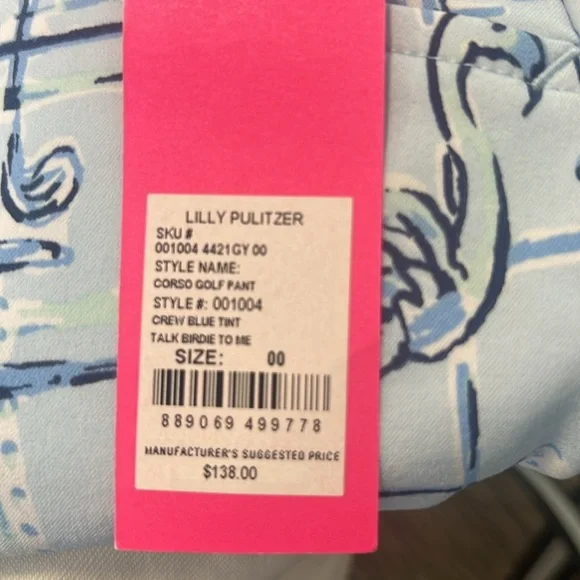 LILLY PULITZER
SKU #
001004 4421GY 00
STYLE NAME:
CORSO GOLF PANT
STYLE #: 001004
CREW BLUE TINT
TALK BIRDIE TO ME
SIZE: 00
889069 499778
MANUFACTURER'S SUGGESTED PRICE
$138.00